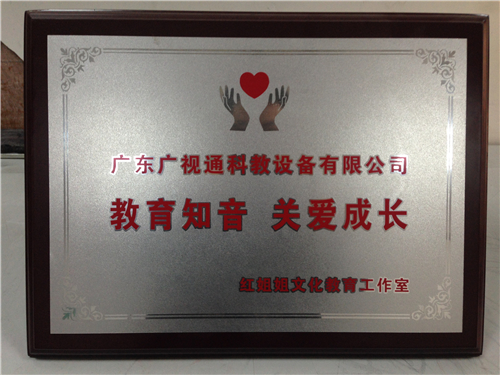 广东广视通科教设备有限公司
教育知音 关爱成长
红姐姐文化教育工作室